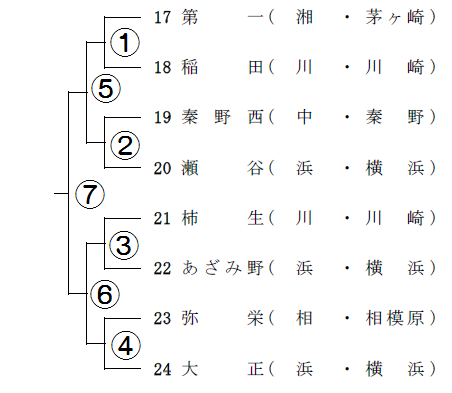 17 第一(湘・茅ヶ崎)
①
18 稲田(川・川崎)
⑤
19 秦野西(中・秦野)
②
20 瀬谷(浜・横浜)
⑦
21 柿生(川・川崎)
③
22 あざみ野(浜・横浜)
⑥
23 弥栄(相・相模原)
④
24 大正(浜・横浜)